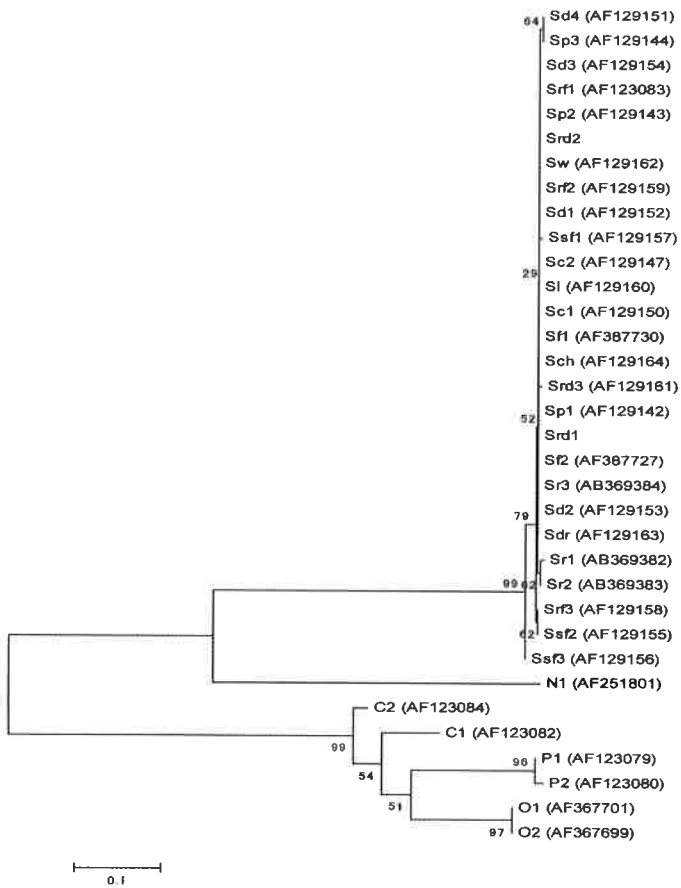 64
Sd4 (AF129151)
Sp3 (AF129144)
Sd3 (AF129154)
Srf1 (AF123083)
Sp2 (AF129143)
Srd2
Sw (AF129162)
Srf2 (AF129159)
Sd1 (AF129152)
Ssf1 (AF129157)
Sc2 (AF129147)
29
Sl (AF129160)
Sc1 (AF129150)
Sf1 (AF387730)
Sch (AF129164)
Srd3 (AF129161)
Sp1 (AF129142)
52
Srd1
Sf2 (AF387727)
Sr3 (AB369384)
Sd2 (AF129153)
79
Sdr (AF129163)
Sr1 (AB369382)
99
62
Sr2 (AB369383)
Srf3 (AF129158)
62
Ssf2 (AF129155)
Ssf3 (AF129156)
N1 (AF251801)
C2 (AF123084)
99
C1 (AF123082)
54
96
P1 (AF123079)
P2 (AF123080)
51
O1 (AF367701)
97
O2 (AF367699)
0.1